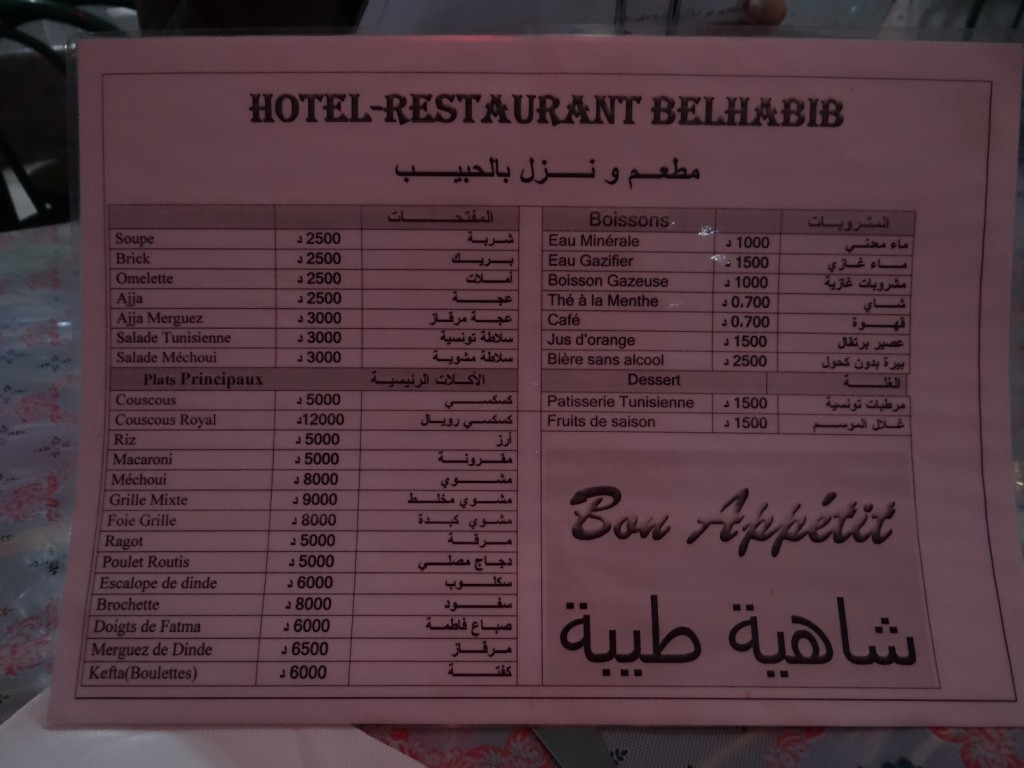 HOTEL-RESTAURANT BELHABIB
مطعم و نزل بالحبيب
المفتحات
Soupe د 2500 شربة
Brick د 2500 بريك
Omelette د 2500 أملات
Ajja د 2500 عجة
Ajja Merguez د 3000 عجة مرقاز
Salade Tunisienne د 3000 سلاطة تونسية
Salade Méchoui د 3000 سلاطة مشوية
Plats Principaux الأكلات الرئيسية
Couscous د 5000 كسكسي
Couscous Royal د12000 كسكسي رويال
Riz د 5000 أرز
Macaroni د 5000 مقرونة
Méchoui د 8000 مشوي
Grille Mixte د 9000 مشوي مخلط
Foie Grille د 8000 مشوي كبدة
Ragot د 5000 مرقة
Poulet Routis د 5000 دجاج مصلي
Escalope de dinde د 6000 سكلوب
Brochette د 8000 سفود
Doigts de Fatma د 6000 صباع فاطمة
Merguez de Dinde د 6500 مرقاز
Kefta(Boulettes) د 6000 كفتة
Boissons المشروبات
Eau Minérale د 1000 ماء معدني
Eau Gazifier د 1500 ماء غازي
Boisson Gazeuse د 1000 مشروبات غازية
Thé à la Menthe د 0.700 شاي
Café د 0.700 قهوة
Jus d'orange د 1500 عصير برتقال
Bière sans alcool د 2500 بيرة بدون كحول
Dessert الغلة
Patisserie Tunisienne د 1500 مرطبات تونسية
Fruits de saison د 1500 غلال الموسم
Bon Appétit
شاهية طيبة